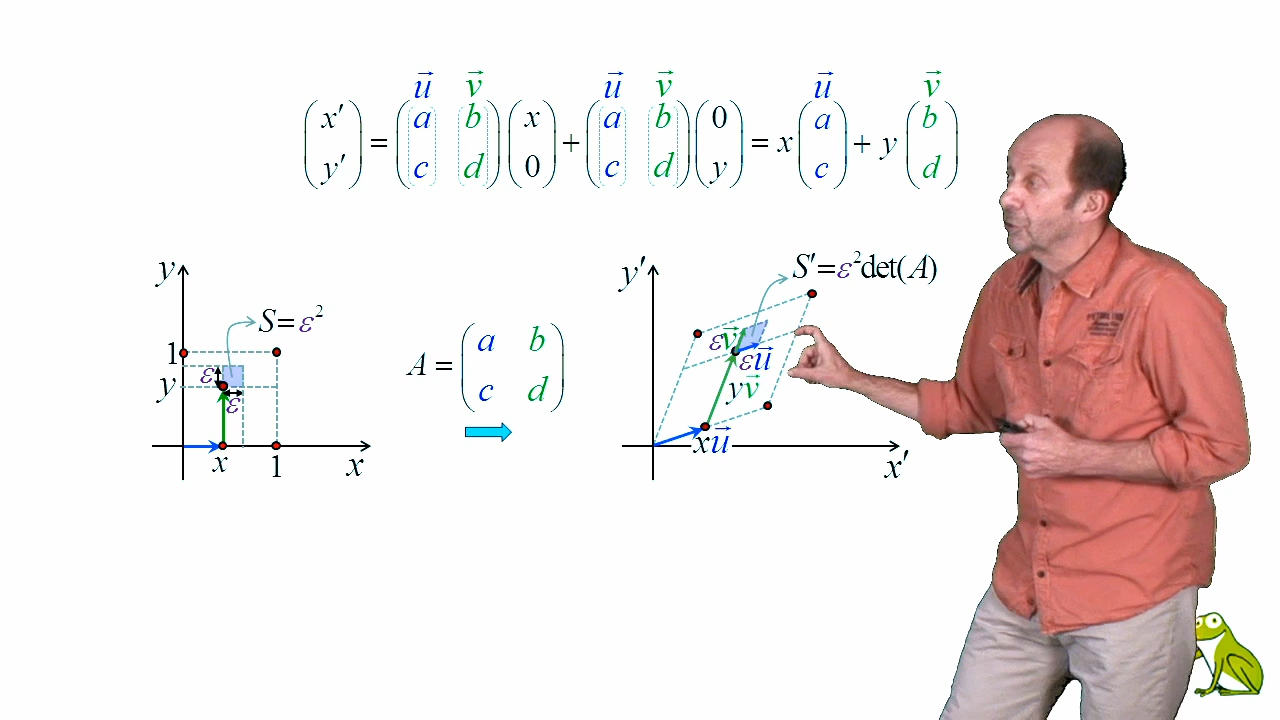 u⃗ v⃗ u⃗ v⃗ u⃗ v⃗
(x′ y′) = (a b c d)(x 0) + (a b c d)(0 y) = x(a c) + y(b d)
y
S=ε²
1
ε
y
ε
x 1 x
A = (a b c d)
y′
S′=ε²det(A)
εv⃗
εu⃗
yv⃗
xu⃗
x′